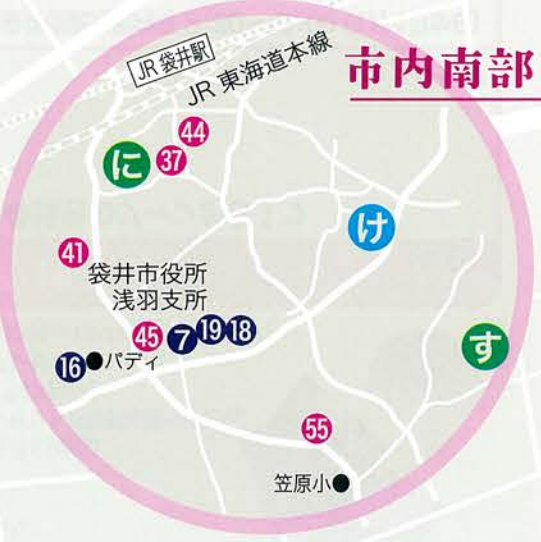 JR 袋井駅
JR 東海道本線
市内南部
44
に
37
け
41
袋井市役所
浅羽支所
す
45
7
19
18
16
パディ
55
笠原小